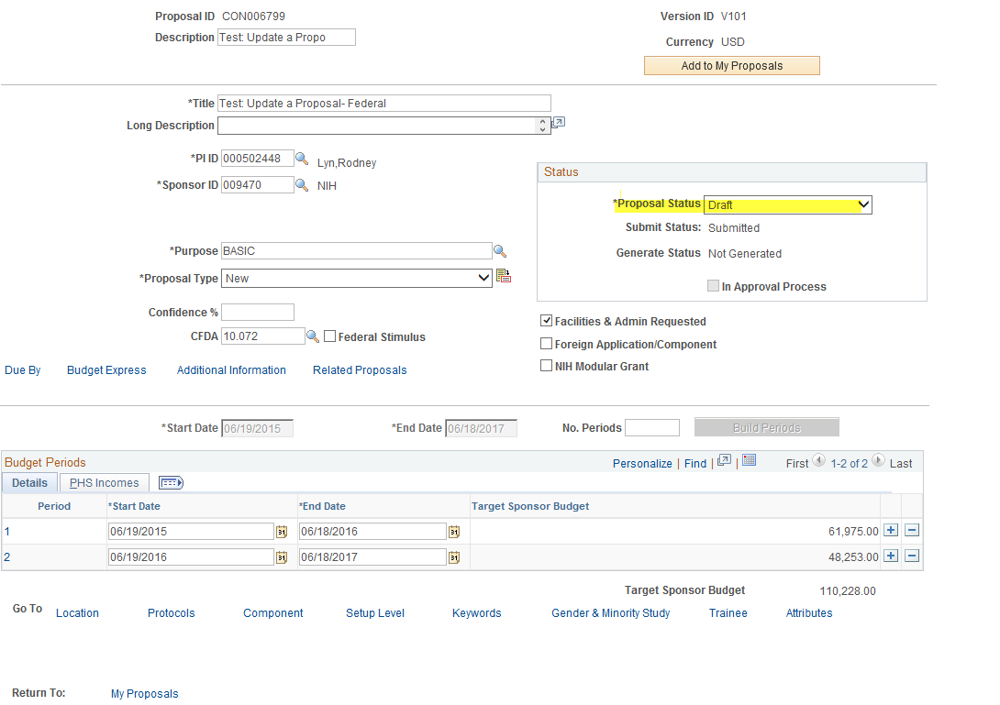 Proposal ID CON006799 Version ID V101
Description Test: Update a Propo
Currency USD
Add to My Proposals
*Title Test: Update a Proposal- Federal
Long Description
*PI ID 000502448 Lyn,Rodney
*Sponsor ID 009470 NIH
Status
*Proposal Status Draft
Submit Status: Submitted
Generate Status Not Generated
In Approval Process
*Purpose BASIC
*Proposal Type New
Confidence %
CFDA 10.072 Federal Stimulus
Facilities & Admin Requested
Foreign Application/Component
NIH Modular Grant
Due By Budget Express Additional Information Related Proposals
*Start Date 06/19/2015 *End Date 06/18/2017 No. Periods Build Periods
Budget Periods Personalize | Find | | First 1-2 of 2 Last
Details PHS Incomes
Period *Start Date *End Date Target Sponsor Budget
1 06/19/2015 31 06/18/2016 31 61,975.00 + −
2 06/19/2016 31 06/18/2017 31 48,253.00 + −
Target Sponsor Budget 110,228.00
Go To Location Protocols Component Setup Level Keywords Gender & Minority Study Trainee Attributes
Return To: My Proposals